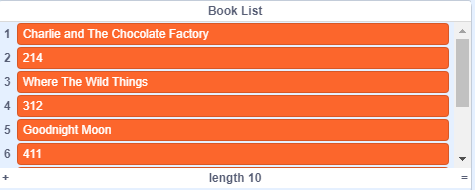 Book List
1 Charlie and The Chocolate Factory
2 214
3 Where The Wild Things
4 312
5 Goodnight Moon
6 411
+ length 10 =